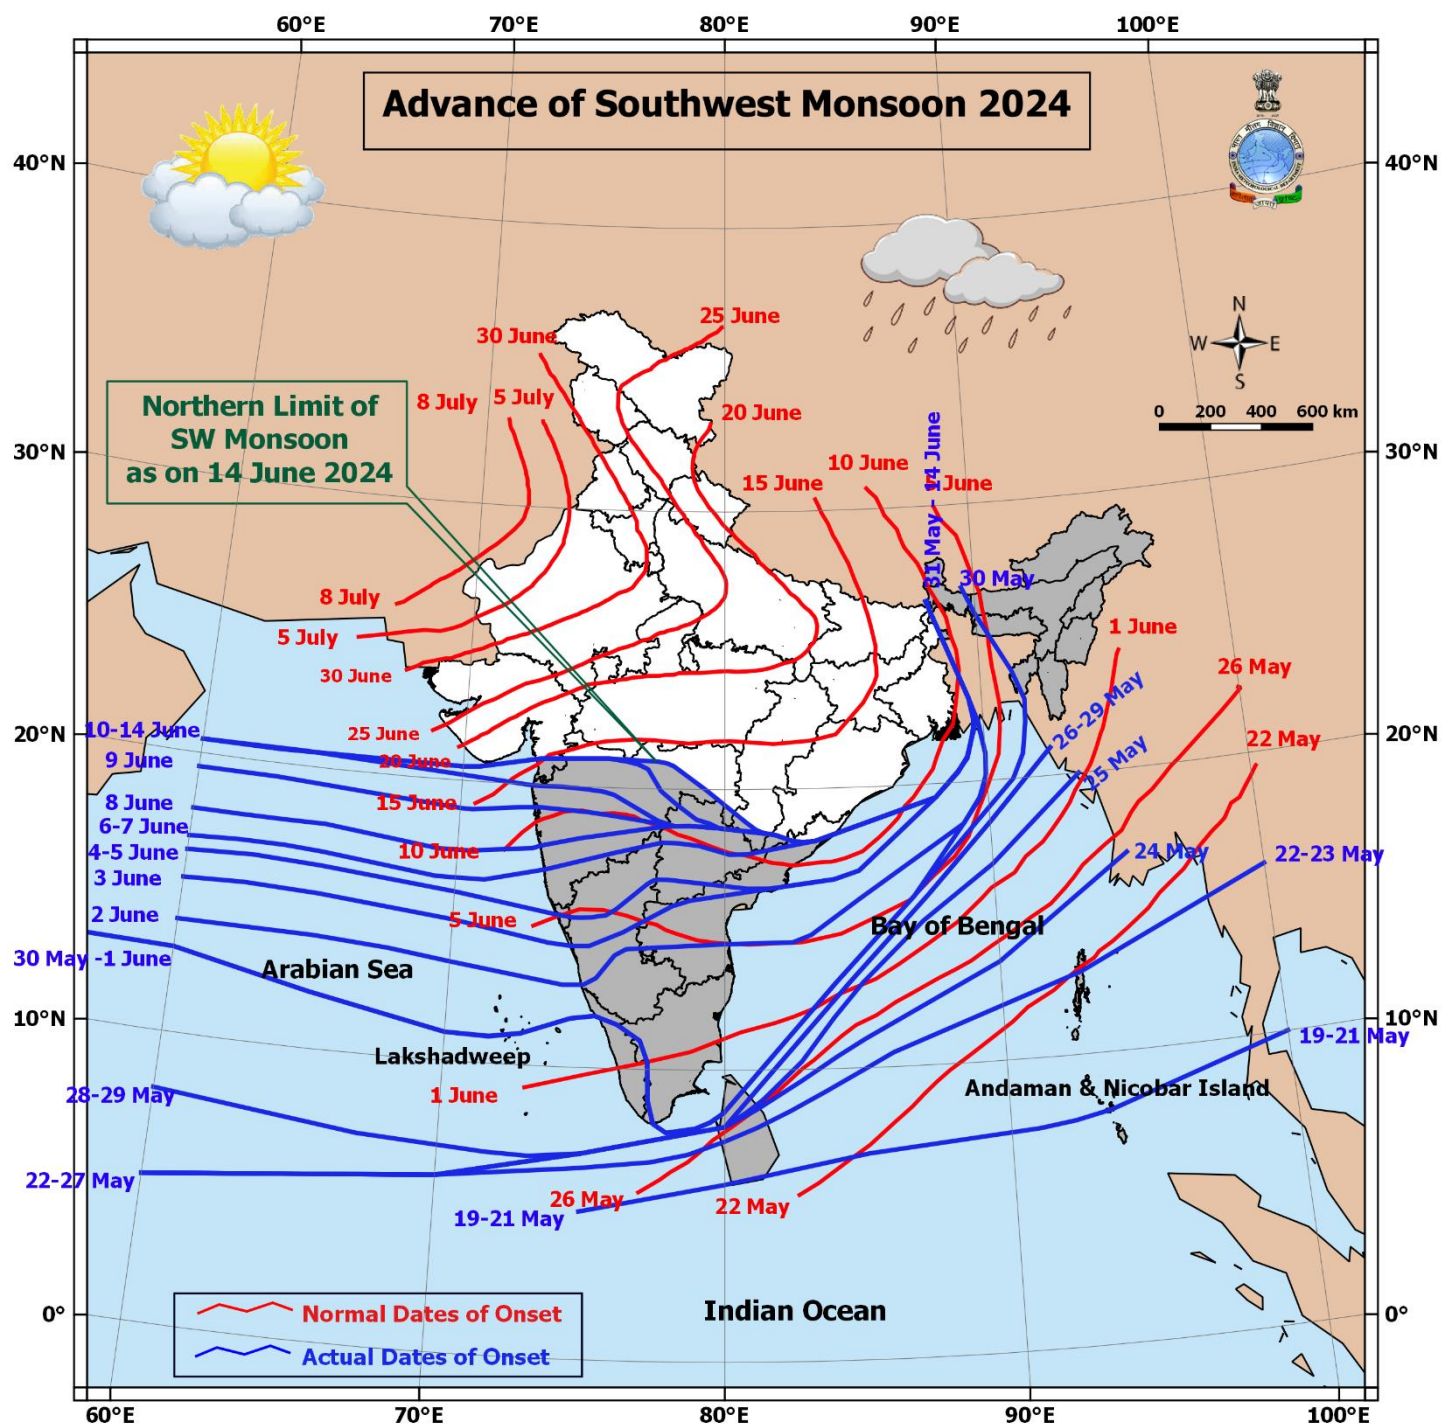 60°E
70°E
80°E
90°E
100°E
Advance of Southwest Monsoon 2024
40°N
40°N
N
W
E
S
25 June
30 June
8 July
5 July
20 June
Northern Limit of
SW Monsoon
as on 14 June 2024
0 200 400 600 km
30°N
30°N
10 June
15 June
31 May - 14 June
June
30 May
8 July
5 July
1 June
30 June
26 May
26-29 May
10-14 June
25 June
20°N
20°N
22 May
9 June
20 June
25 May
8 June
15 June
6-7 June
4-5 June
10 June
24 May
22-23 May
3 June
2 June
5 June
Bay of Bengal
30 May -1 June
Arabian Sea
10°N
10°N
19-21 May
Lakshadweep
28-29 May
1 June
Andaman & Nicobar Island
22-27 May
26 May
22 May
19-21 May
0°
0°
Indian Ocean
Normal Dates of Onset
Actual Dates of Onset
60°E
70°E
80°E
90°E
100°E